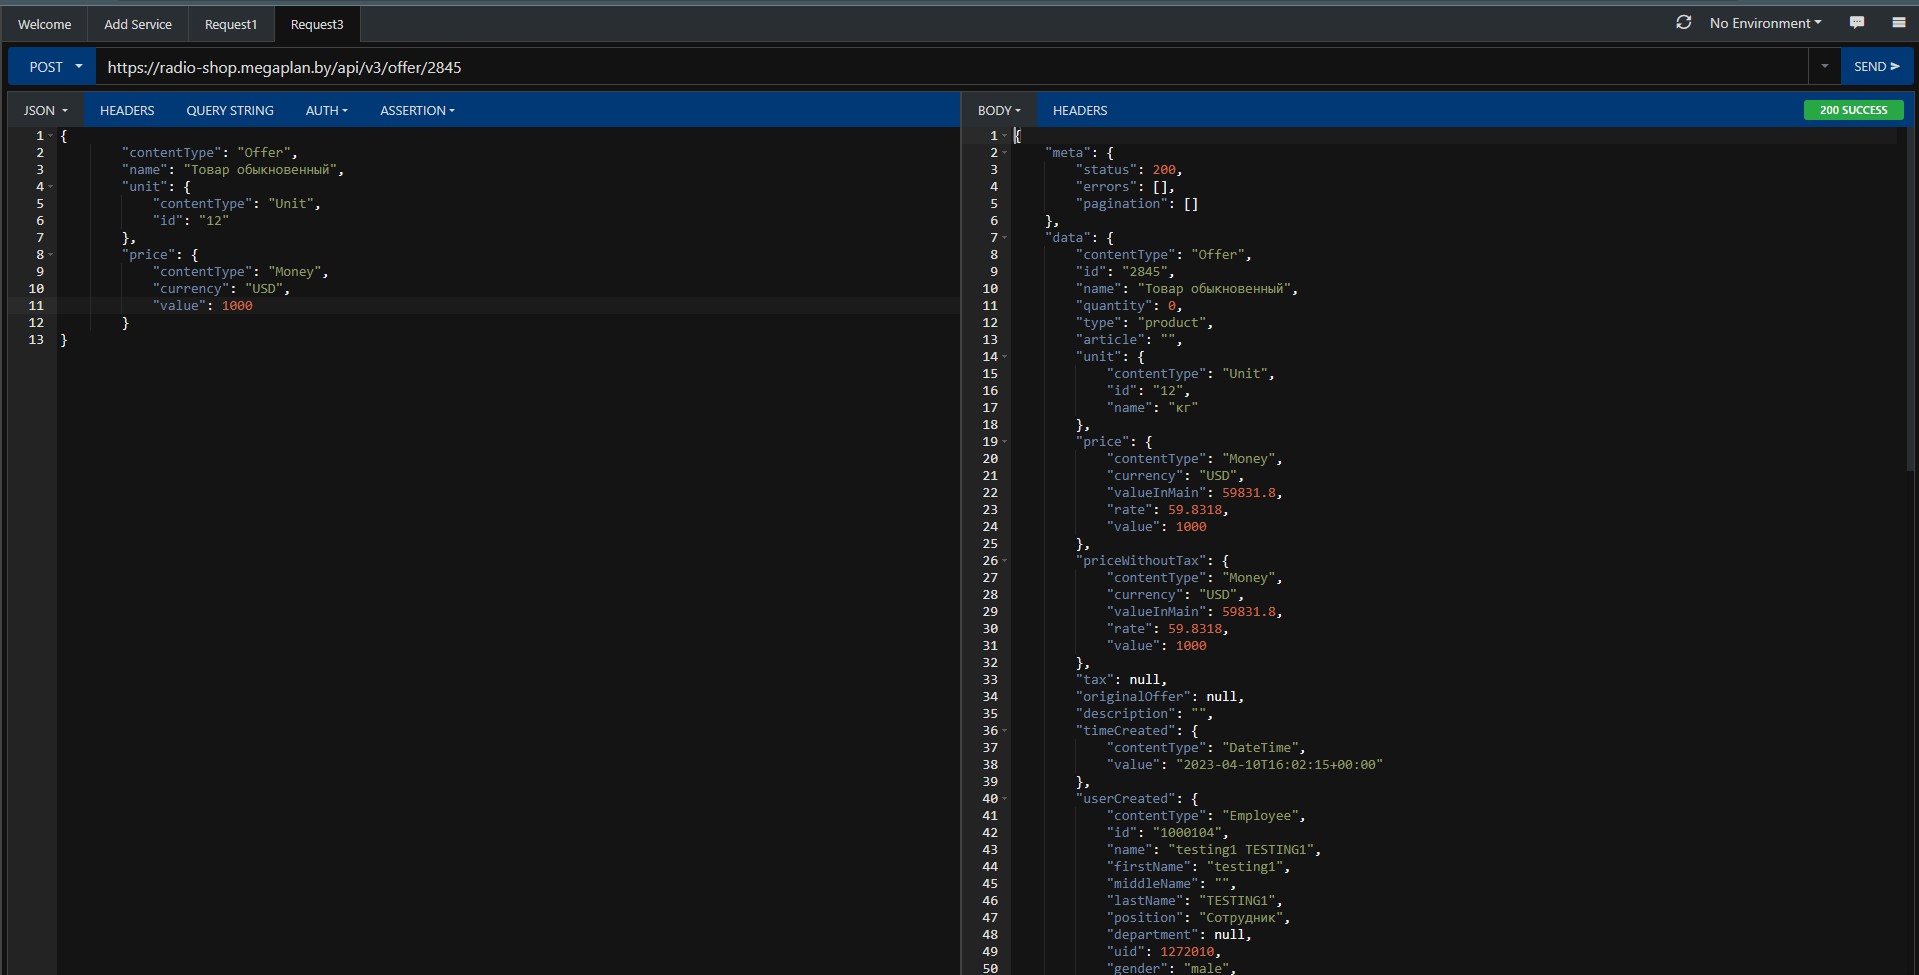 Welcome Add Service Request1 Request3 No Environment
POST https://radio-shop.megaplan.by/api/v3/offer/2845 SEND
JSON HEADERS QUERY STRING AUTH ASSERTION
1 {
2 "contentType": "Offer",
3 "name": "Товар обыкновенный",
4 "unit": {
5 "contentType": "Unit",
6 "id": "12"
7 },
8 "price": {
9 "contentType": "Money",
10 "currency": "USD",
11 "value": 1000
12 }
13 }
BODY HEADERS 200 SUCCESS
1 {
2 "meta": {
3 "status": 200,
4 "errors": [],
5 "pagination": []
6 },
7 "data": {
8 "contentType": "Offer",
9 "id": "2845",
10 "name": "Товар обыкновенный",
11 "quantity": 0,
12 "type": "product",
13 "article": "",
14 "unit": {
15 "contentType": "Unit",
16 "id": "12",
17 "name": "кг"
18 },
19 "price": {
20 "contentType": "Money",
21 "currency": "USD",
22 "valueInMain": 59831.8,
23 "rate": 59.8318,
24 "value": 1000
25 },
26 "priceWithoutTax": {
27 "contentType": "Money",
28 "currency": "USD",
29 "valueInMain": 59831.8,
30 "rate": 59.8318,
31 "value": 1000
32 },
33 "tax": null,
34 "originalOffer": null,
35 "description": "",
36 "timeCreated": {
37 "contentType": "DateTime",
38 "value": "2023-04-10T16:02:15+00:00"
39 },
40 "userCreated": {
41 "contentType": "Employee",
42 "id": "1000104",
43 "name": "testing1 TESTING1",
44 "firstName": "testing1",
45 "middleName": "",
46 "lastName": "TESTING1",
47 "position": "Сотрудник",
48 "department": null,
49 "uid": 1272010,
50 "gender": "male",